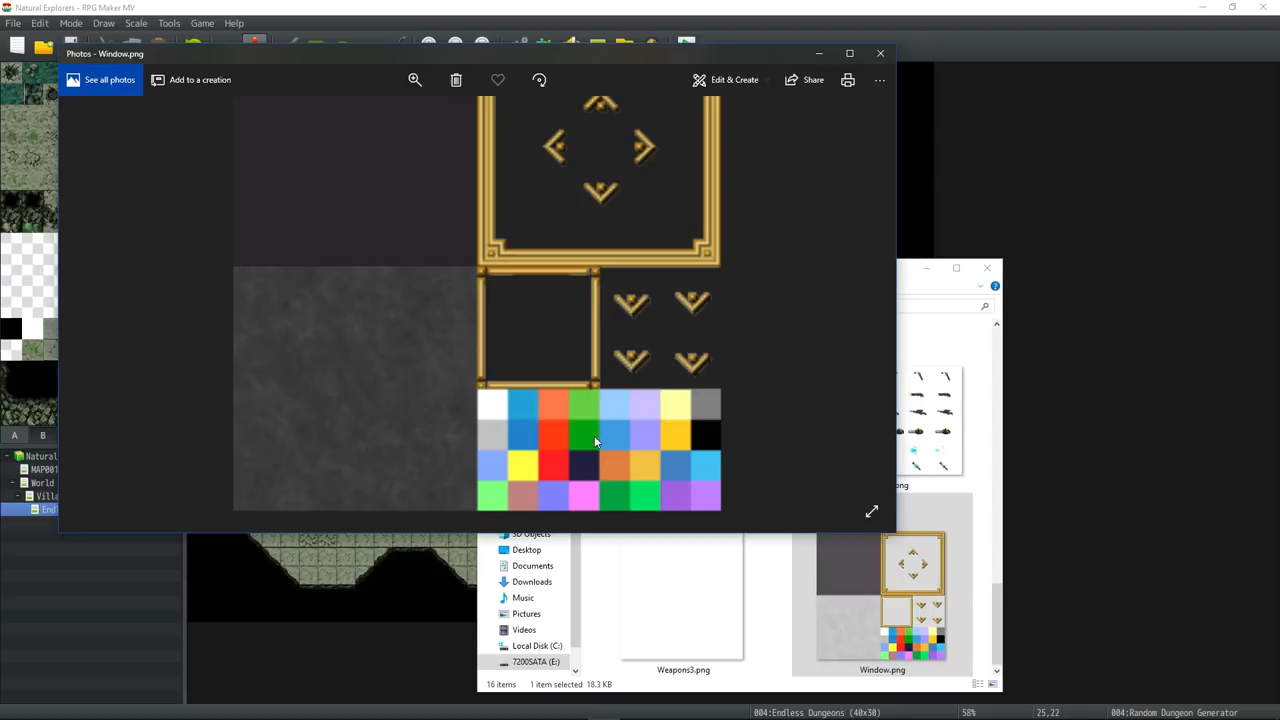 Natural Explorers - RPG Maker MV
File Edit Mode Draw Scale Tools Game Help
Photos - Window.png
See all photos Add to a creation Edit & Create Share
A B
Natural
MAP001
World
Villa
End
png
3D Objects
Desktop
Documents
Downloads
Music
Pictures
Videos
Local Disk (C:)
7200SATA (E:)
Weapons3.png Window.png
16 items 1 item selected 18.3 KB
004:Endless Dungeons (40x30) 58% 25,22 004:Random Dungeon Generator